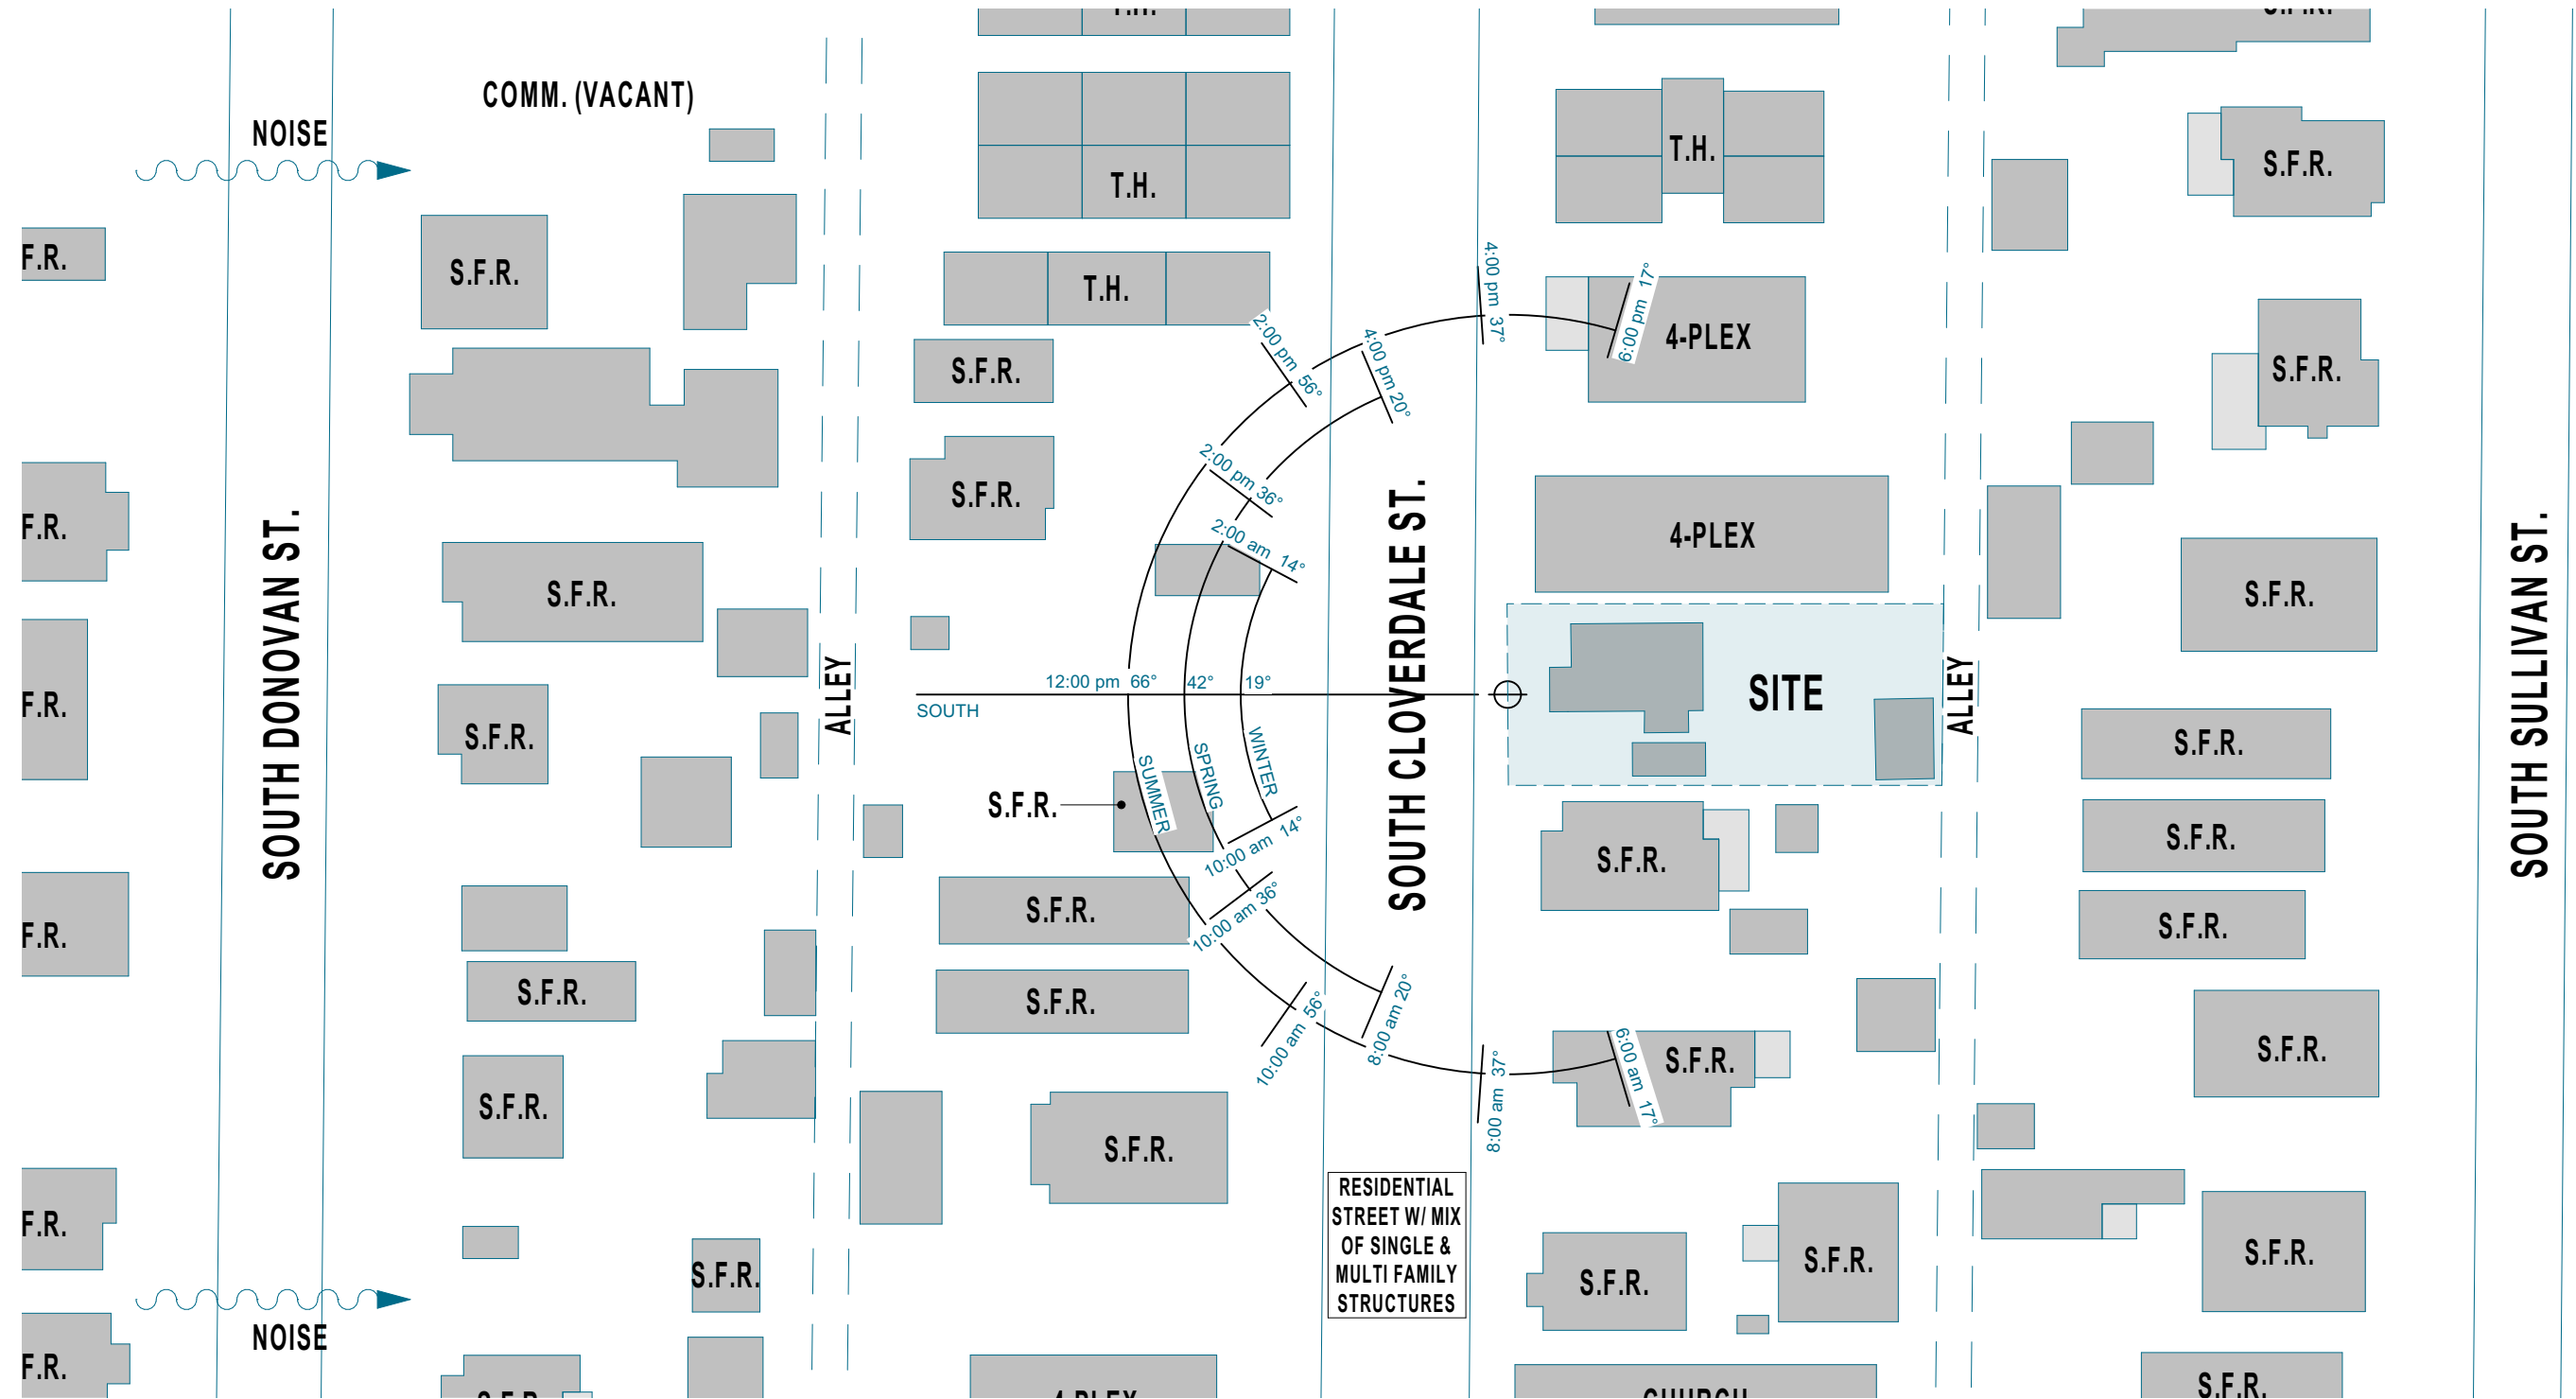 T.H.
S.F.R.
COMM. (VACANT)
NOISE
T.H.
T.H.
S.F.R.
F.R.
S.F.R.
T.H.
4:00 pm 37°
6:00 pm 17°
4-PLEX
2:00 pm 56°
4:00 pm 20°
S.F.R.
S.F.R.
2:00 pm 36°
S.F.R.
F.R.
2:00 am 14°
4-PLEX
S.F.R.
S.F.R.
SOUTH DONOVAN ST.
ALLEY
SOUTH CLOVERDALE ST.
ALLEY
SOUTH SULLIVAN ST.
F.R.
12:00 pm 66°
42°
19°
SOUTH
SITE
S.F.R.
S.F.R.
SUMMER
SPRING
WINTER
S.F.R.
10:00 am 14°
S.F.R.
S.F.R.
S.F.R.
10:00 am 36°
S.F.R.
F.R.
S.F.R.
S.F.R.
10:00 am 56°
8:00 am 20°
8:00 am 37°
6:00 am 17°
S.F.R.
S.F.R.
S.F.R.
S.F.R.
RESIDENTIAL
STREET W/ MIX
OF SINGLE &
MULTI FAMILY
STRUCTURES
F.R.
S.F.R.
S.F.R.
S.F.R.
S.F.R.
NOISE
F.R.
S.F.R.
4-PLEX
CHURCH
S.F.R.